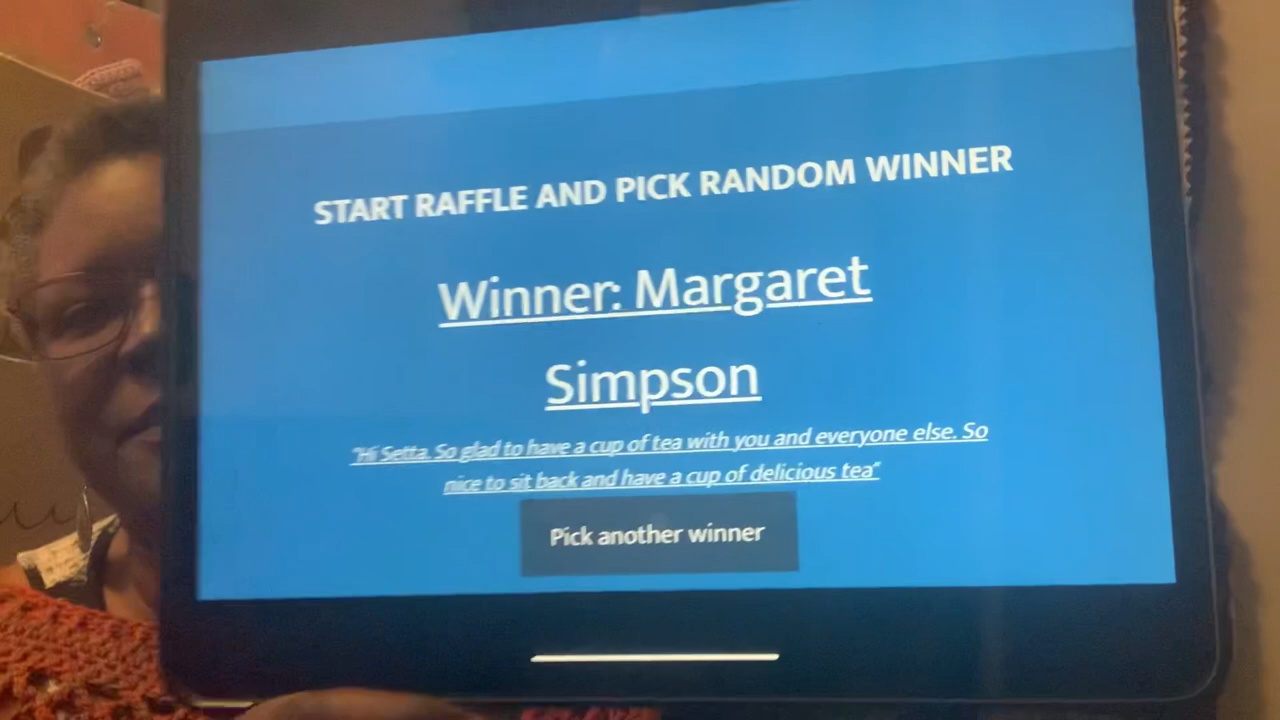 START RAFFLE AND PICK RANDOM WINNER
Winner: Margaret
Simpson
"Hi Setta. So glad to have a cup of tea with you and everyone else. So
nice to sit back and have a cup of delicious tea"
Pick another winner